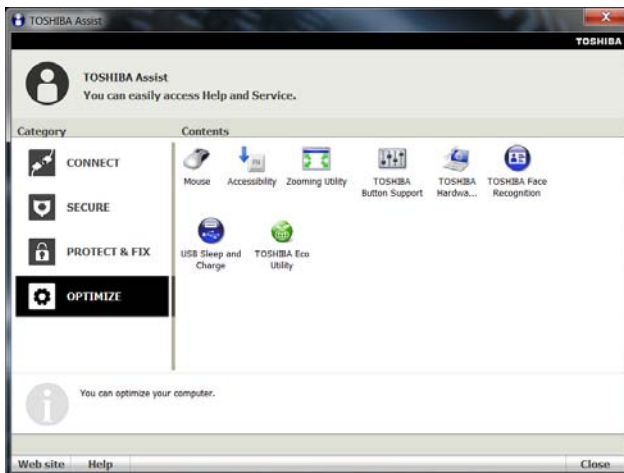 TOSHIBA Assist
TOSHIBA
TOSHIBA Assist
You can easily access Help and Service.
Category
Contents
CONNECT
SECURE
PROTECT & FIX
OPTIMIZE
Mouse
Accessibility
Zooming Utility
TOSHIBA
Button Support
TOSHIBA
Hardwa...
TOSHIBA Face
Recognition
USB Sleep and
Charge
TOSHIBA Eco
Utility
You can optimize your computer.
Web site
Help
Close